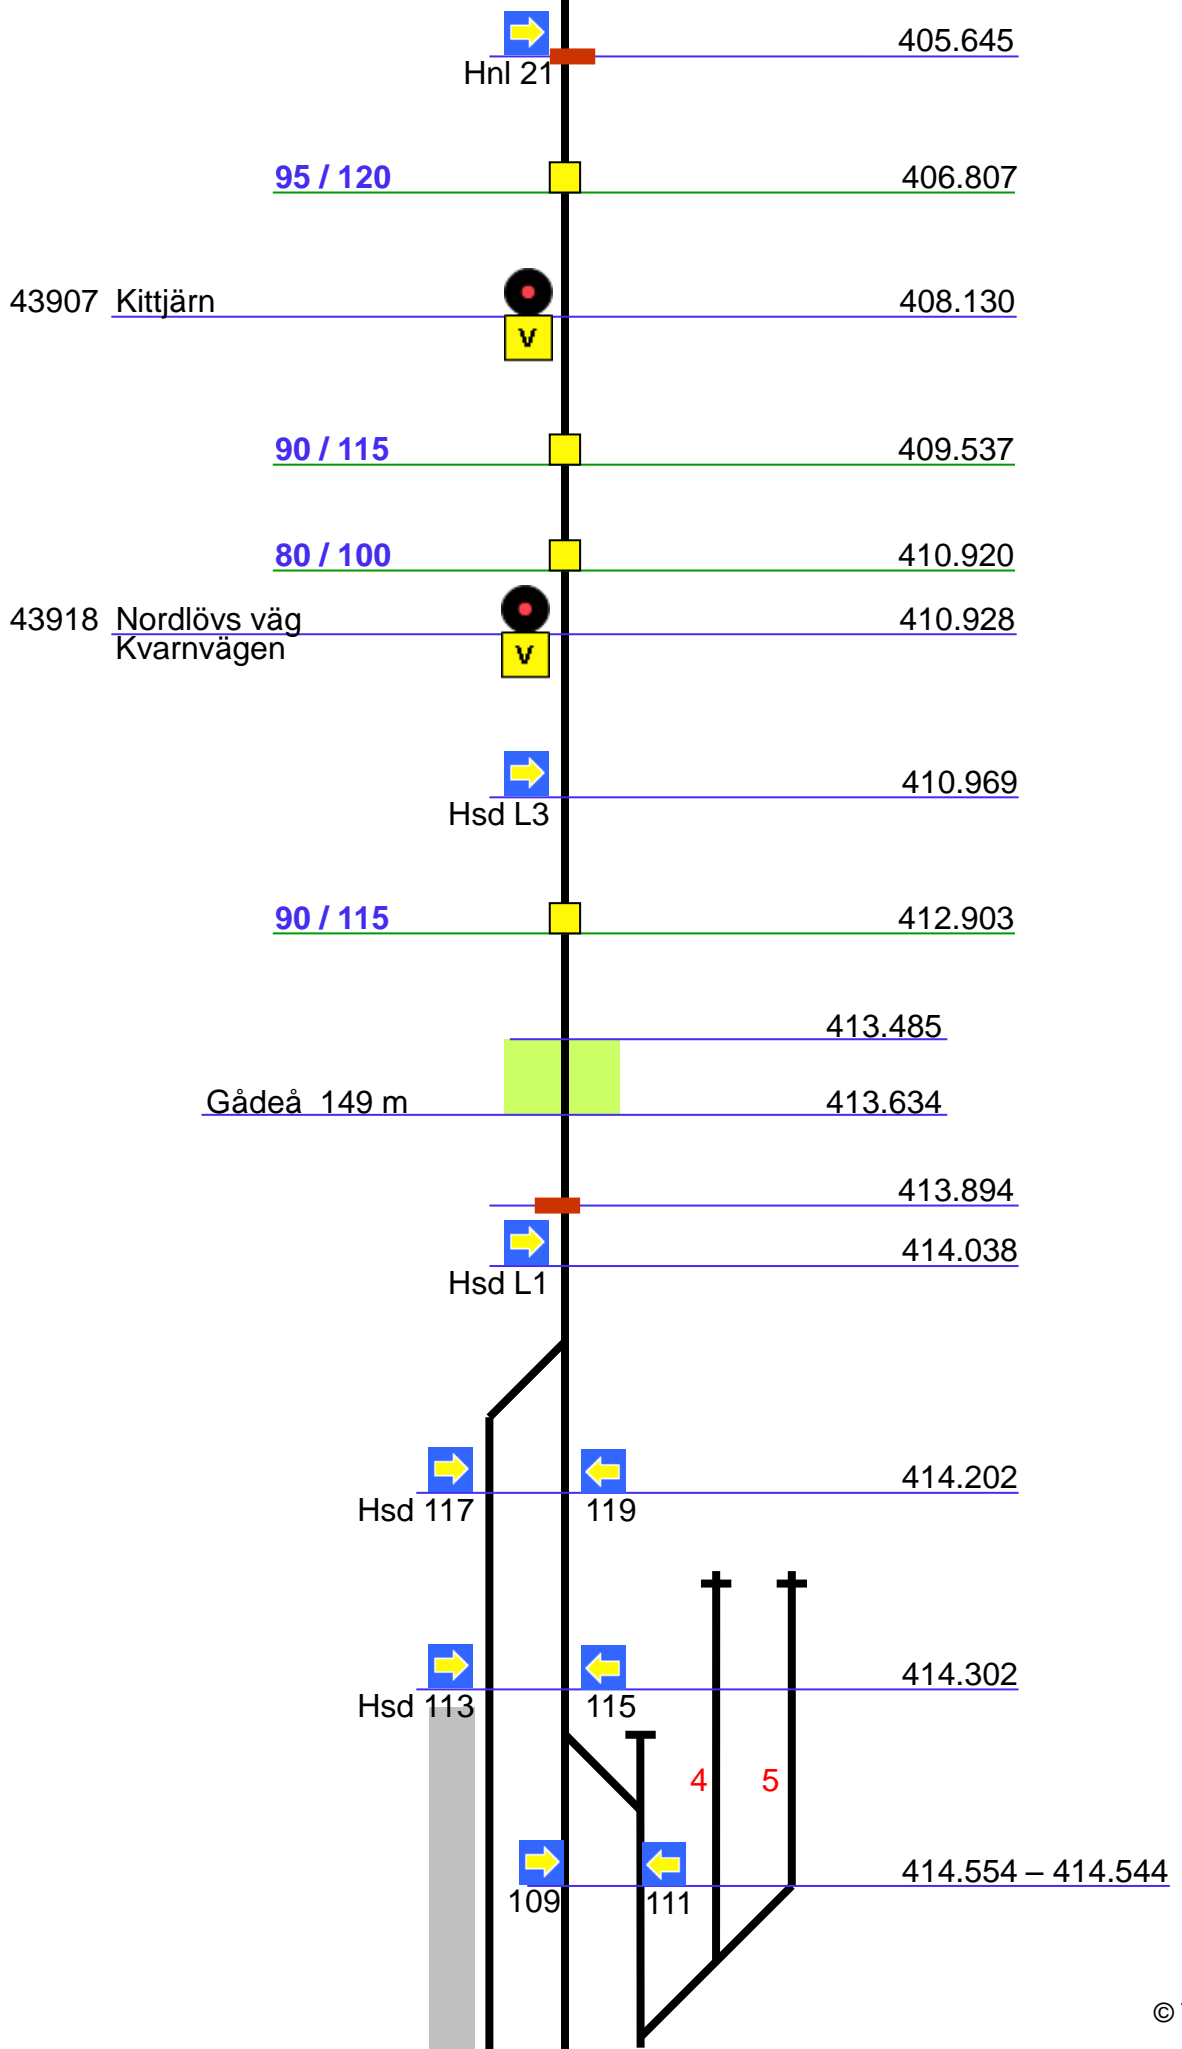 405.645
Hnl 21
95 / 120
406.807
43907 Kittjärn
408.130
V
90 / 115
409.537
80 / 100
410.920
43918 Nordlövs väg
410.928
Kvarnvägen
V
410.969
Hsd L3
90 / 115
412.903
413.485
Gådeå 149 m
413.634
413.894
414.038
Hsd L1
414.202
Hsd 117
119
414.302
Hsd 113
115
4
5
414.554 – 414.544
109
111
©